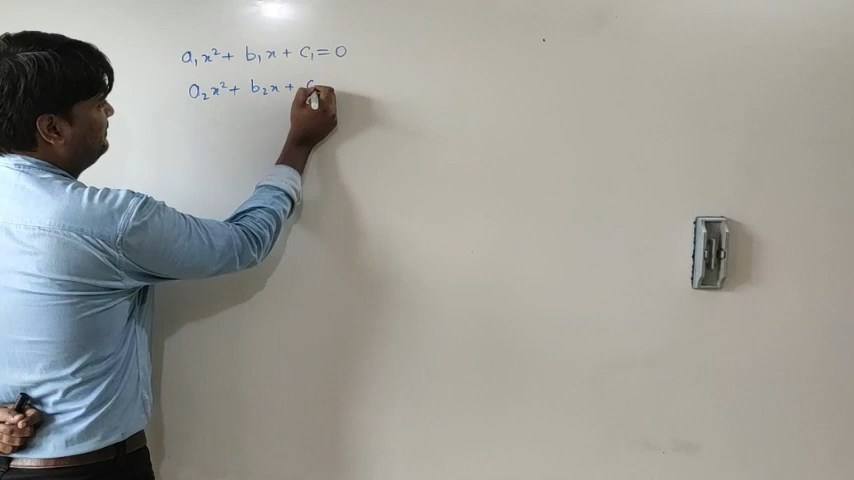 a₁x² + b₁x + c₁ = 0
a₂x² + b₂x + c